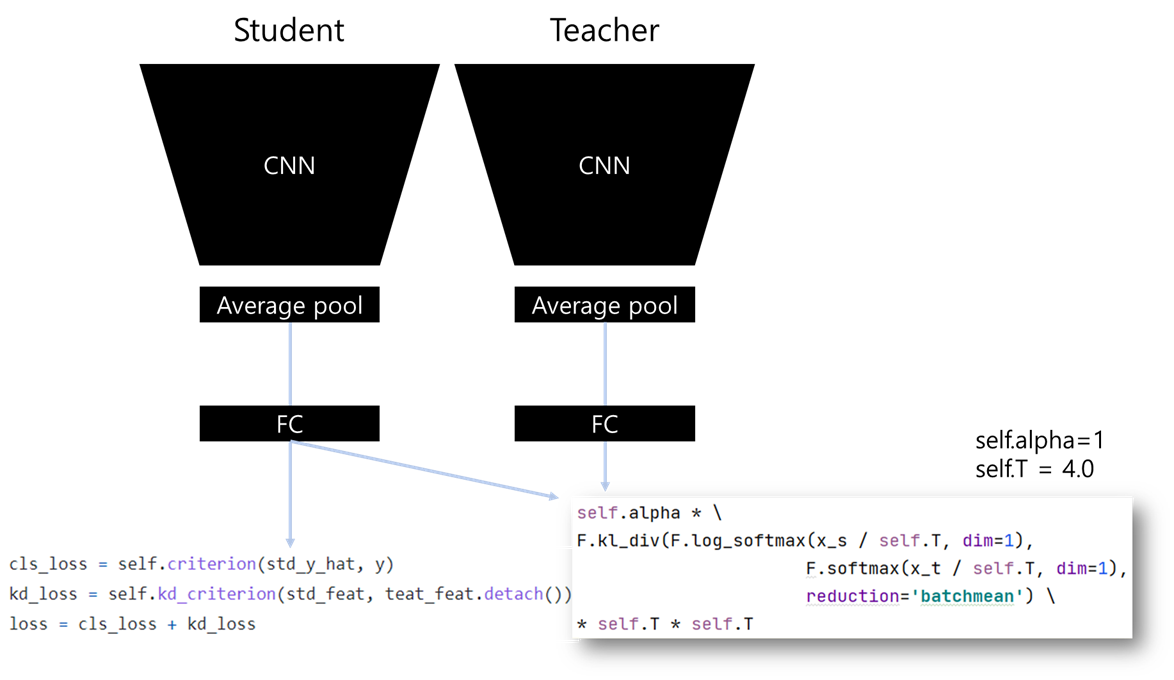 Student
Teacher
CNN
CNN
Average pool
Average pool
FC
FC
self.alpha=1
self.T = 4.0
self.alpha * \
F.kl_div(F.log_softmax(x_s / self.T, dim=1),
F.softmax(x_t / self.T, dim=1),
reduction='batchmean') \
* self.T * self.T
cls_loss = self.criterion(std_y_hat, y)
kd_loss = self.kd_criterion(std_feat, teat_feat.detach())
loss = cls_loss + kd_loss